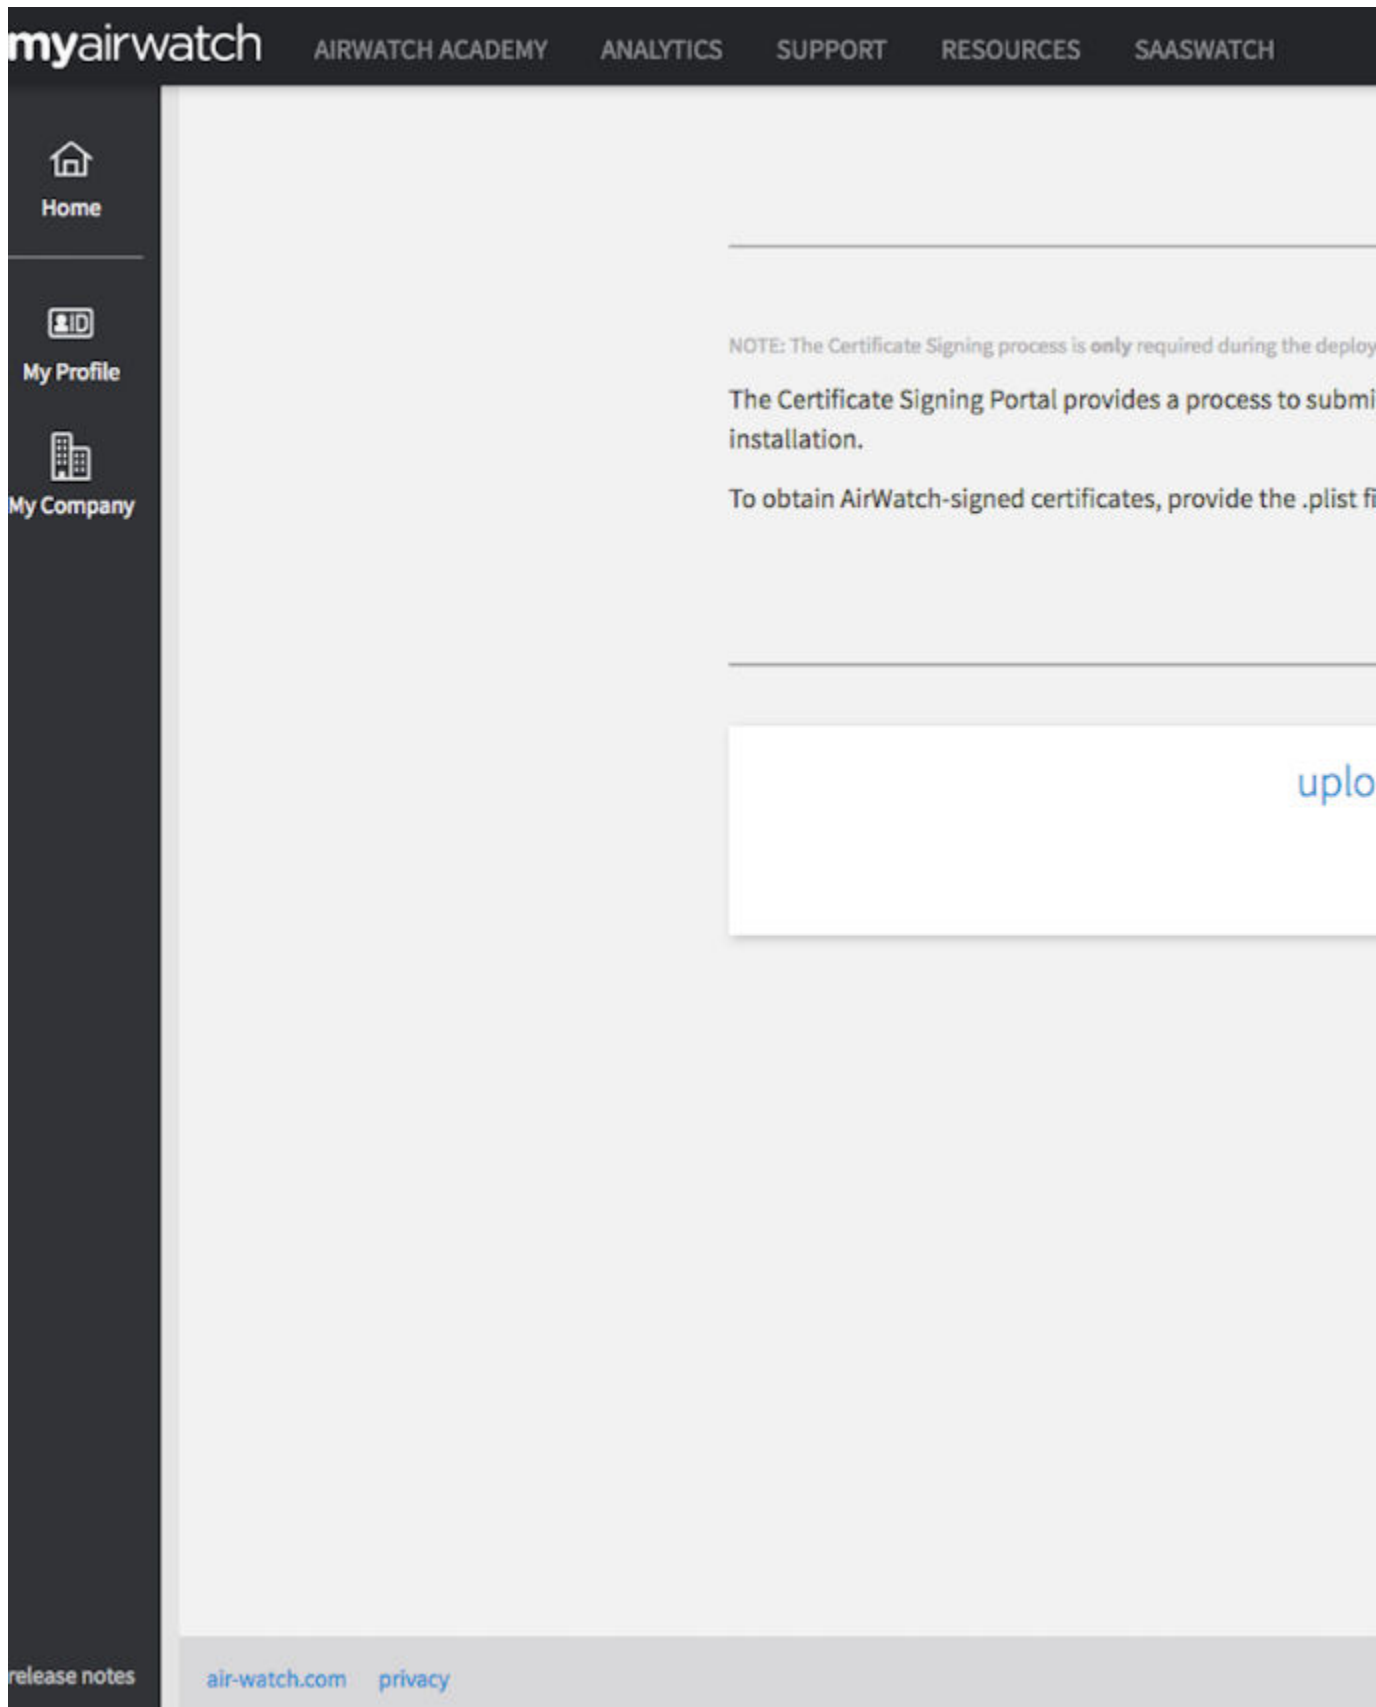 myairwatch AIRWATCH ACADEMY ANALYTICS SUPPORT RESOURCES SAASWATCH
Home
ID
My Profile
My Company
NOTE: The Certificate Signing process is only required during the deploy
The Certificate Signing Portal provides a process to submi
installation.
To obtain AirWatch-signed certificates, provide the .plist fi
uplo
release notes
air-watch.com privacy